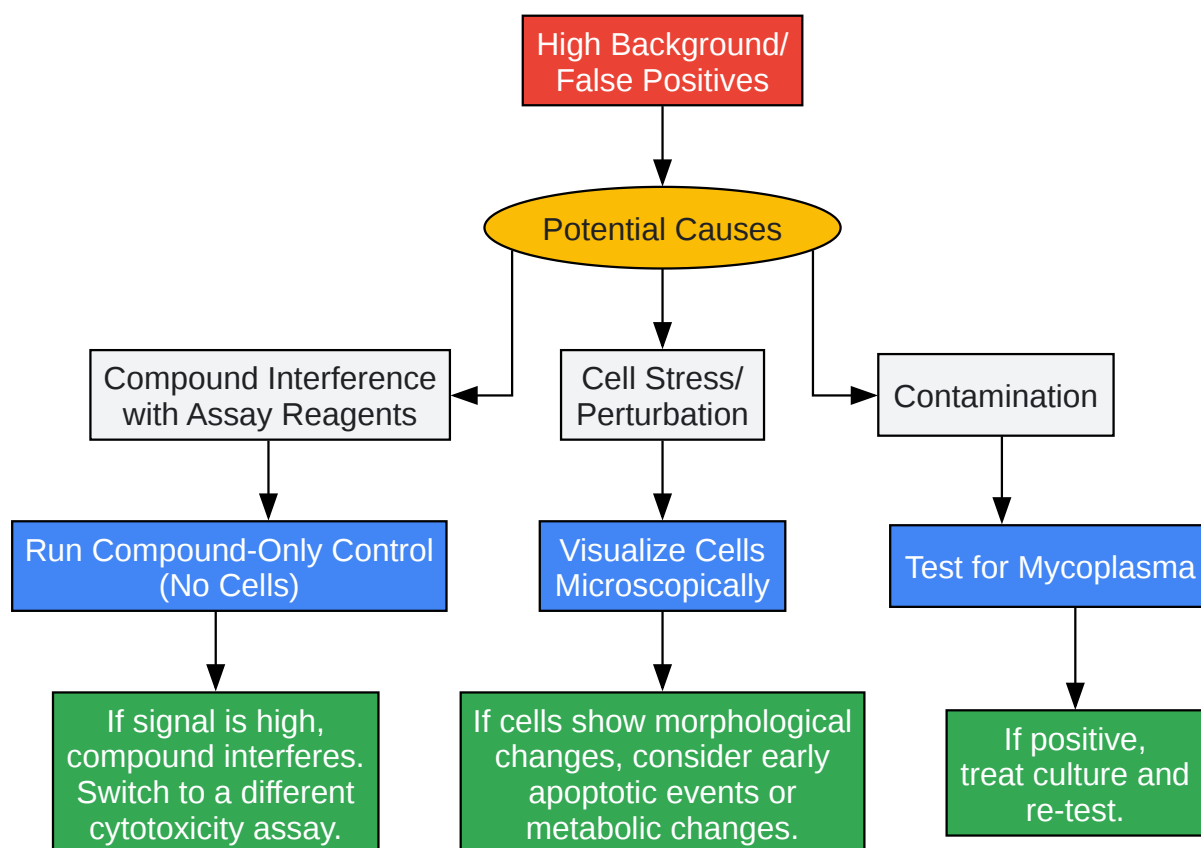 High Background/
False Positives
Potential Causes
Compound Interference
with Assay Reagents
Cell Stress/
Perturbation
Contamination
Run Compound-Only Control
(No Cells)
Visualize Cells
Microscopically
Test for Mycoplasma
If signal is high,
compound interferes.
Switch to a different
cytotoxicity assay.
If cells show morphological
changes, consider early
apoptotic events or
metabolic changes.
If positive,
treat culture and
re-test.